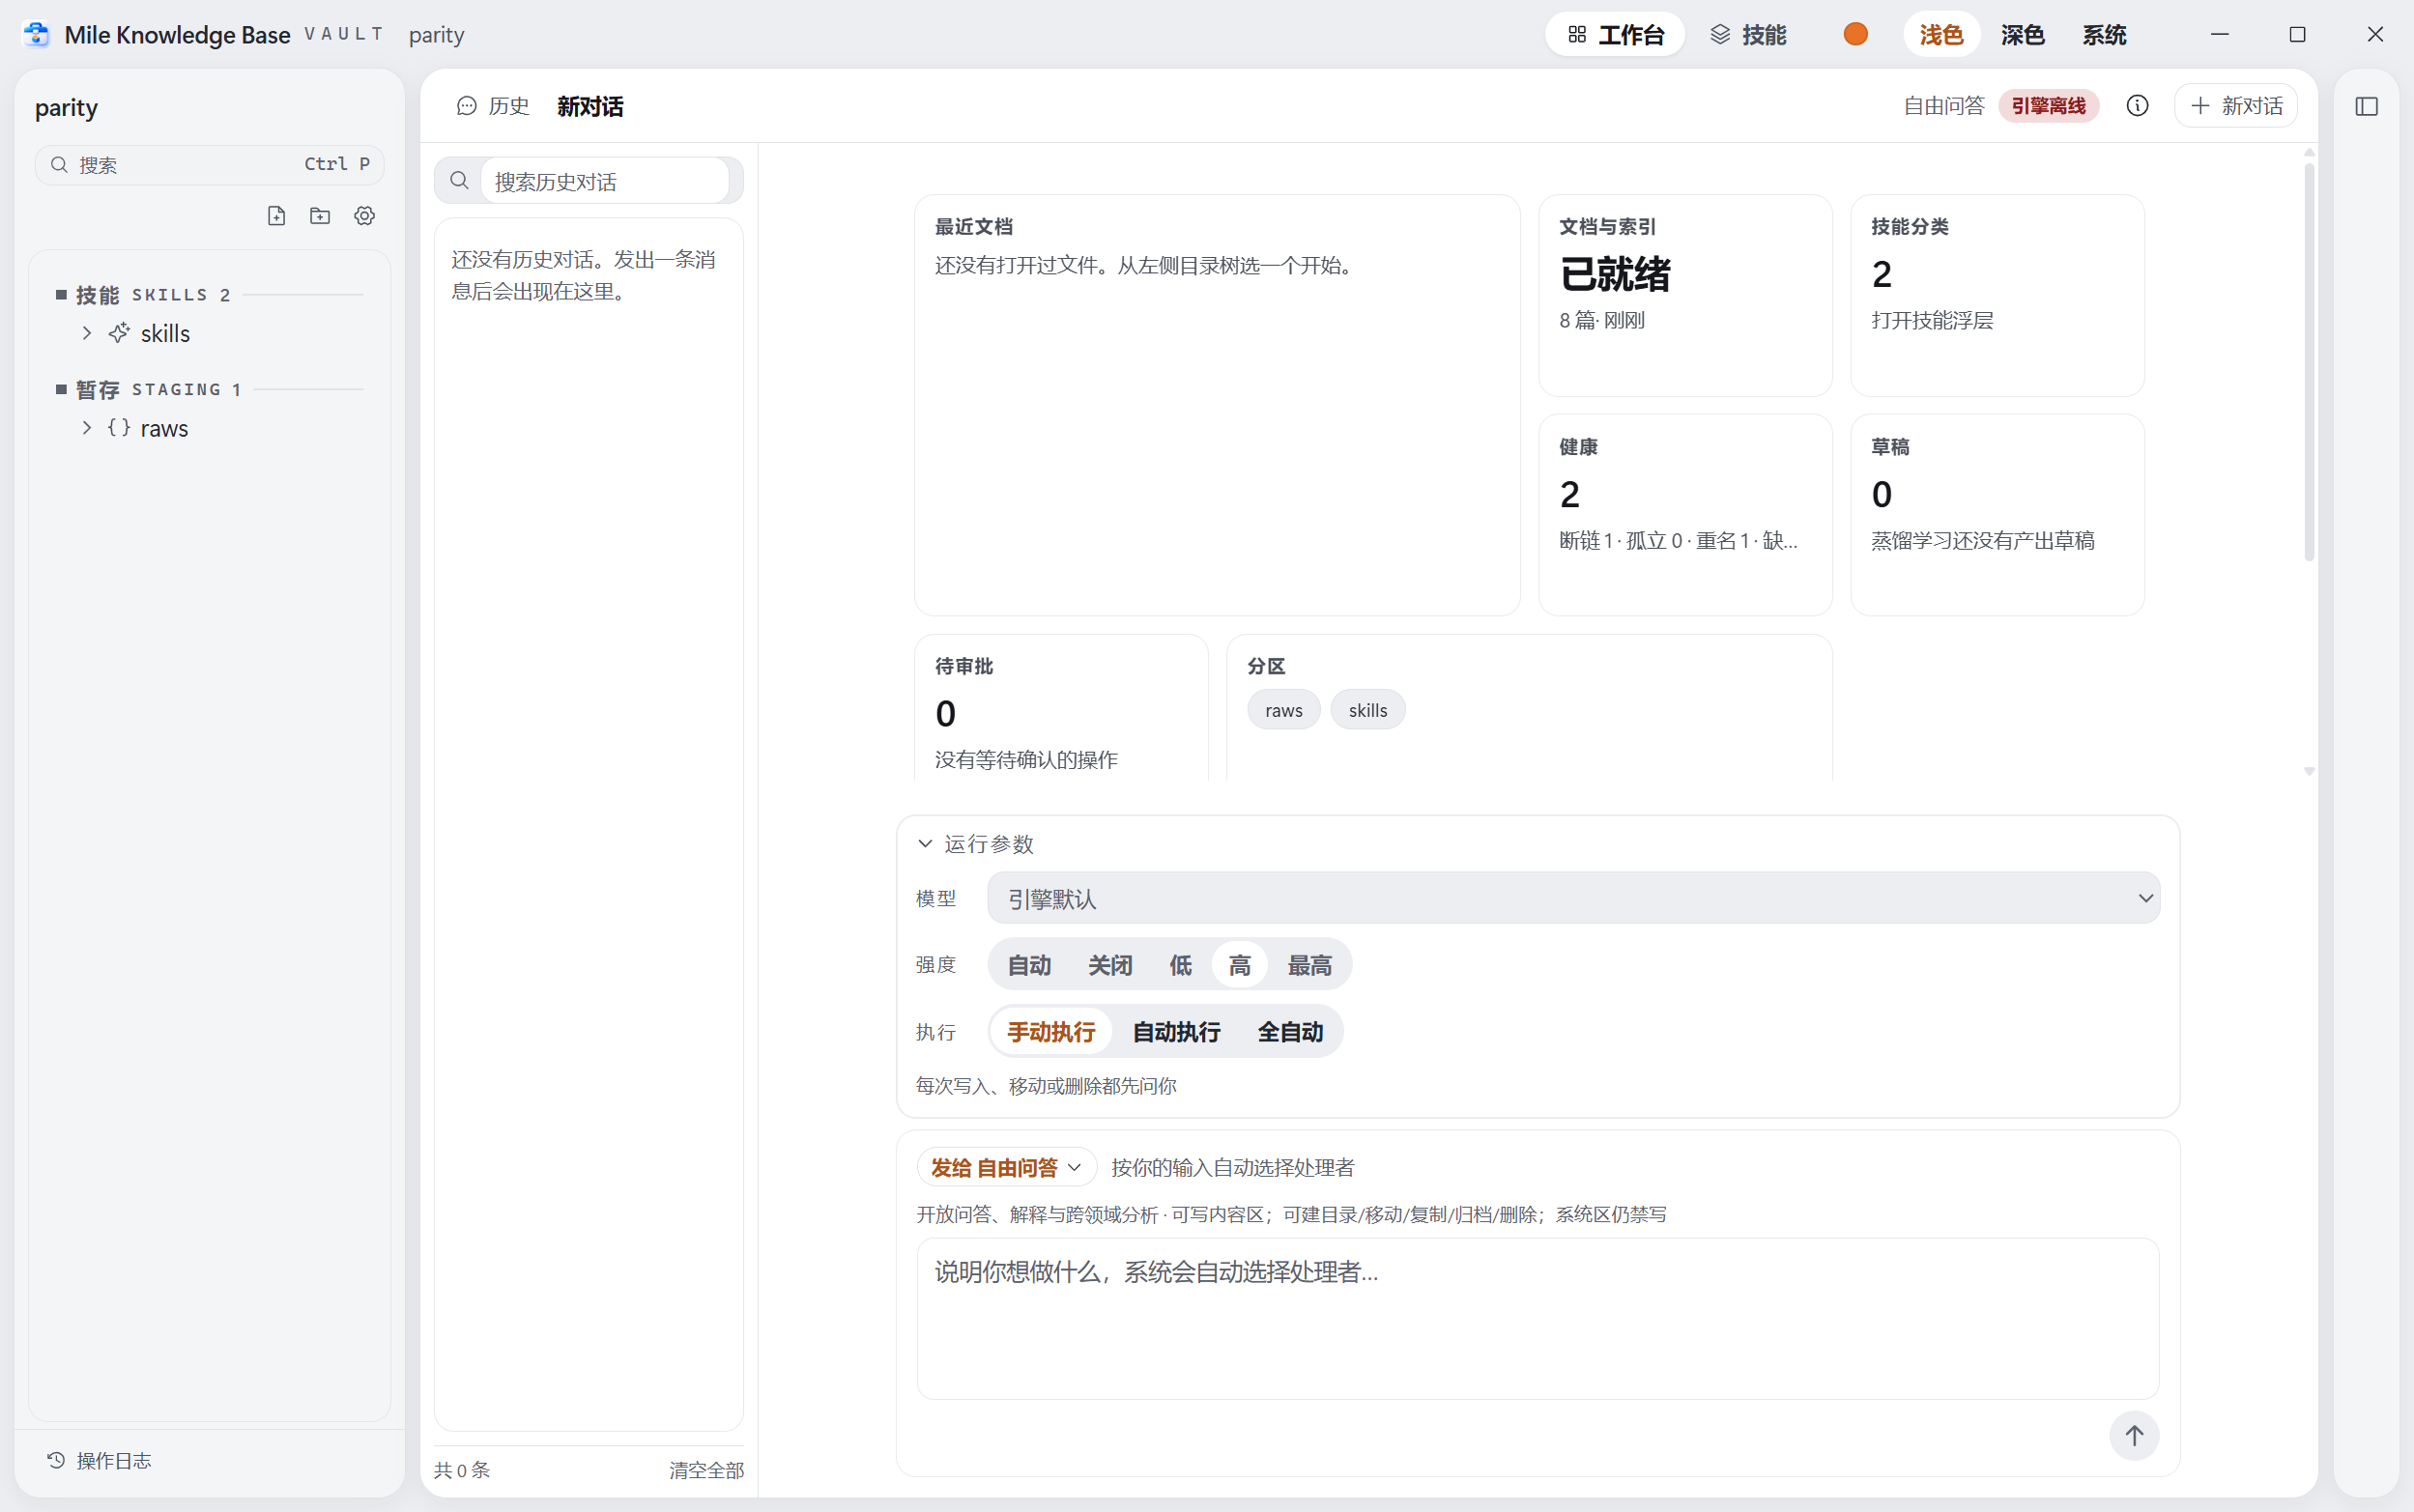 Mile Knowledge Base VAULT parity
工作台 技能 浅色 深色 系统
parity
搜索 Ctrl P
技能 SKILLS 2
skills
暂存 STAGING 1
raws
操作日志
历史 新对话
自由问答 引擎离线 新对话
搜索历史对话
还没有历史对话。发出一条消
息后会出现在这里。
共 0 条 清空全部
最近文档
还没有打开过文件。从左侧目录树选一个开始。
文档与索引
已就绪
8 篇· 刚刚
技能分类
2
打开技能浮层
健康
2
断链 1 · 孤立 0 · 重名 1 · 缺...
草稿
0
蒸馏学习还没有产出草稿
待审批
0
没有等待确认的操作
分区
raws skills
运行参数
模型 引擎默认
强度 自动 关闭 低 高 最高
执行 手动执行 自动执行 全自动
每次写入、移动或删除都先问你
发给 自由问答 按你的输入自动选择处理者
开放问答、解释与跨领域分析 · 可写内容区；可建目录/移动/复制/归档/删除；系统区仍禁写
说明你想做什么，系统会自动选择处理者...